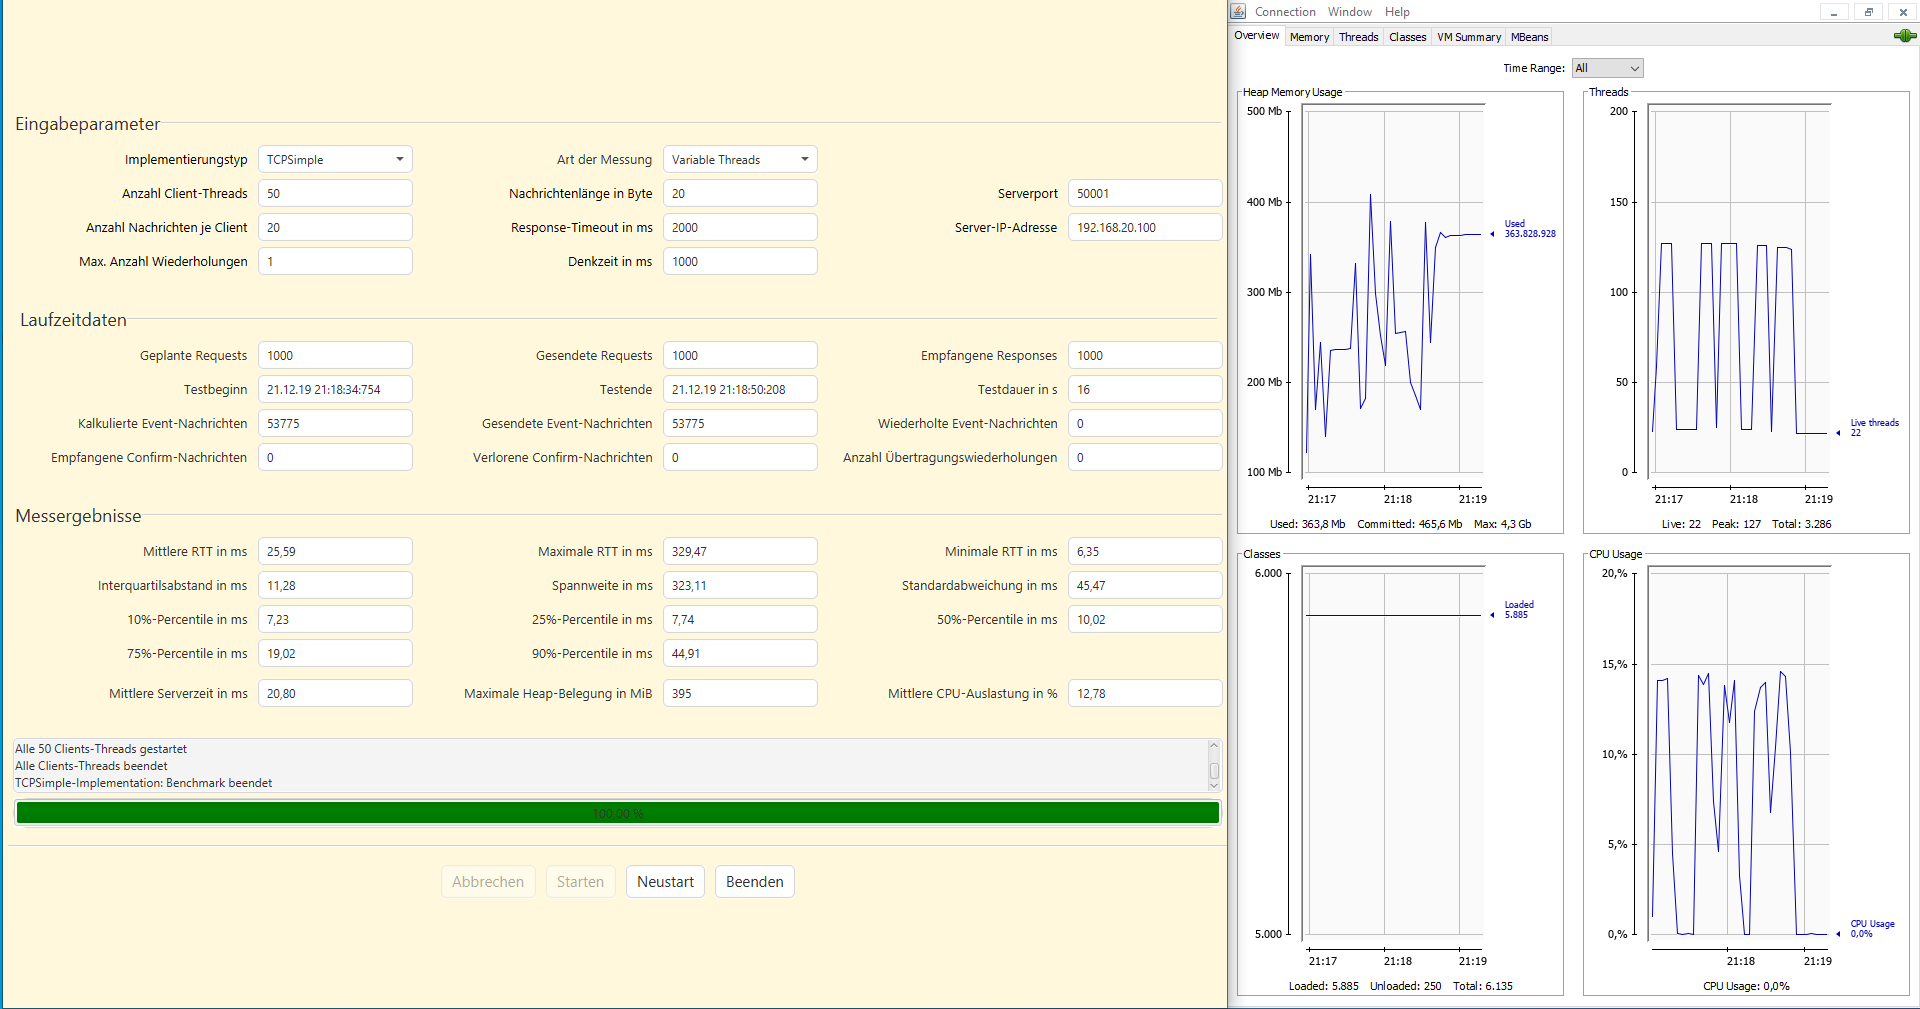 Eingabeparameter
Implementierungstyp TCPSimple Art der Messung Variable Threads
Anzahl Client-Threads 50 Nachrichtenlänge in Byte 20 Serverport 50001
Anzahl Nachrichten je Client 20 Response-Timeout in ms 2000 Server-IP-Adresse 192.168.20.100
Max. Anzahl Wiederholungen 1 Denkzeit in ms 1000
Laufzeitdaten
Geplante Requests 1000 Gesendete Requests 1000 Empfangene Responses 1000
Testbeginn 21.12.19 21:18:34:754 Testende 21.12.19 21:18:50:208 Testdauer in s 16
Kalkulierte Event-Nachrichten 53775 Gesendete Event-Nachrichten 53775 Wiederholte Event-Nachrichten 0
Empfangene Confirm-Nachrichten 0 Verlorene Confirm-Nachrichten 0 Anzahl Übertragungswiederholungen 0
Messergebnisse
Mittlere RTT in ms 25,59 Maximale RTT in ms 329,47 Minimale RTT in ms 6,35
Interquartilsabstand in ms 11,28 Spannweite in ms 323,11 Standardabweichung in ms 45,47
10%-Percentile in ms 7,23 25%-Percentile in ms 7,74 50%-Percentile in ms 10,02
75%-Percentile in ms 19,02 90%-Percentile in ms 44,91
Mittlere Serverzeit in ms 20,80 Maximale Heap-Belegung in MiB 395 Mittlere CPU-Auslastung in % 12,78
Alle 50 Clients-Threads gestartet
Alle Clients-Threads beendet
TCPSimple-Implementation: Benchmark beendet
100,00 %
Abbrechen Starten Neustart Beenden
Connection Window Help
Overview Memory Threads Classes VM Summary MBeans
Time Range: All
Heap Memory Usage
500 Mb
400 Mb
300 Mb
200 Mb
100 Mb
Used
363.828.928
21:17 21:18 21:19
Used: 363,8 Mb Committed: 465,6 Mb Max: 4,3 Gb
Threads
200
150
100
50
0
Live threads
22
21:17 21:18 21:19
Live: 22 Peak: 127 Total: 3.286
Classes
6.000
5.000
Loaded
5.885
21:17 21:18 21:19
Loaded: 5.885 Unloaded: 250 Total: 6.135
CPU Usage
20,%
15,%
10,%
5,%
0,%
CPU Usage
0,0%
21:18 21:19
CPU Usage: 0,0%